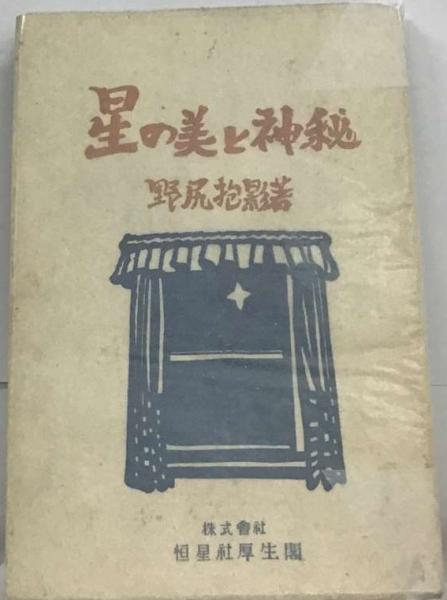 星の美と神秘
野尻抱影著
株式會社
恒星社厚生閣